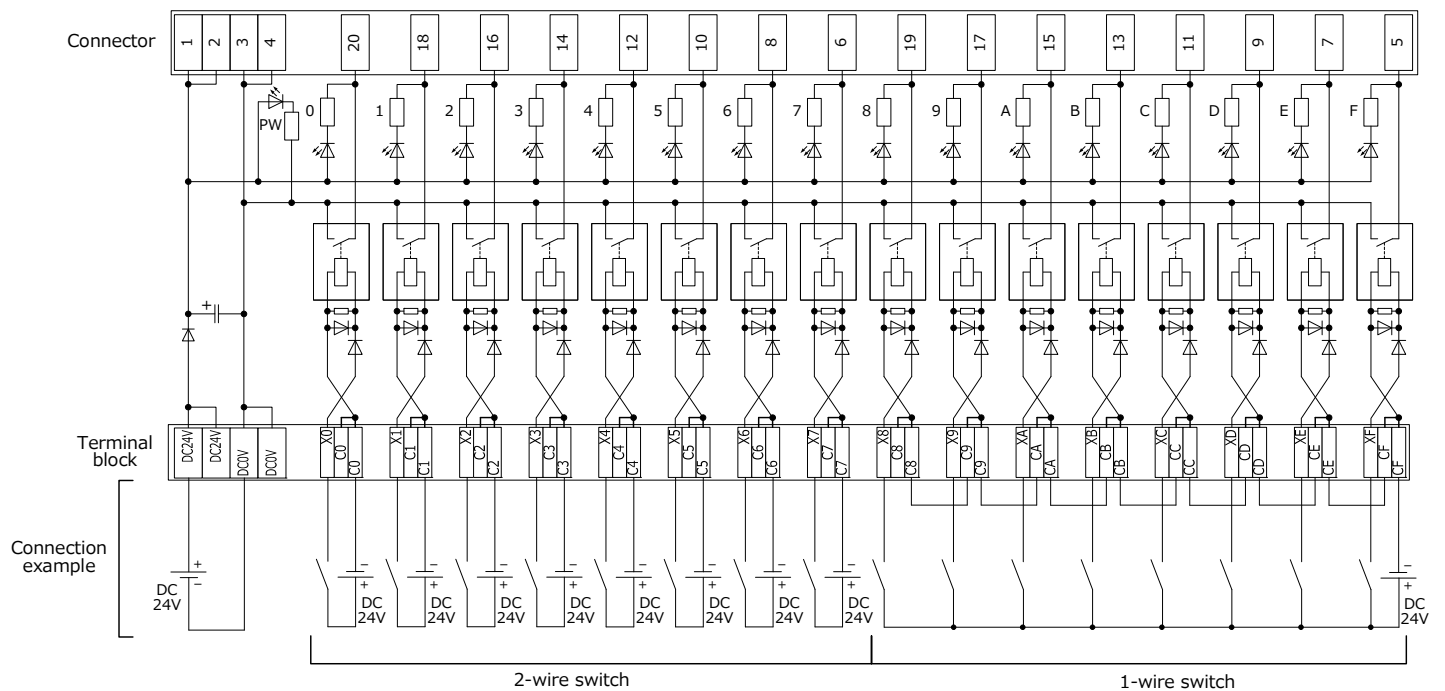 Connector
1 2 3 4 20 18 16 14 12 10 8 6 19 17 15 13 11 9 7 5
PW 0 1 2 3 4 5 6 7 8 9 A B C D E F
+
Terminal
block
DC24V DC24V DC0V DC0V X0 C0 C0 X1 C1 C1 X2 C2 C2 X3 C3 C3 X4 C4 C4 X5 C5 C5 X6 C6 C6 X7 C7 C7 X8 C8 C8 X9 C9 C9 XA CA CA XB CB CB XC CC CC XD CD CD XE CE CE XF CF CF
Connection
example
+ − − − − − − − − − −
+ + + + + + + + +
DC DC DC DC DC DC DC DC DC DC
24V 24V 24V 24V 24V 24V 24V 24V 24V 24V
2-wire switch 1-wire switch